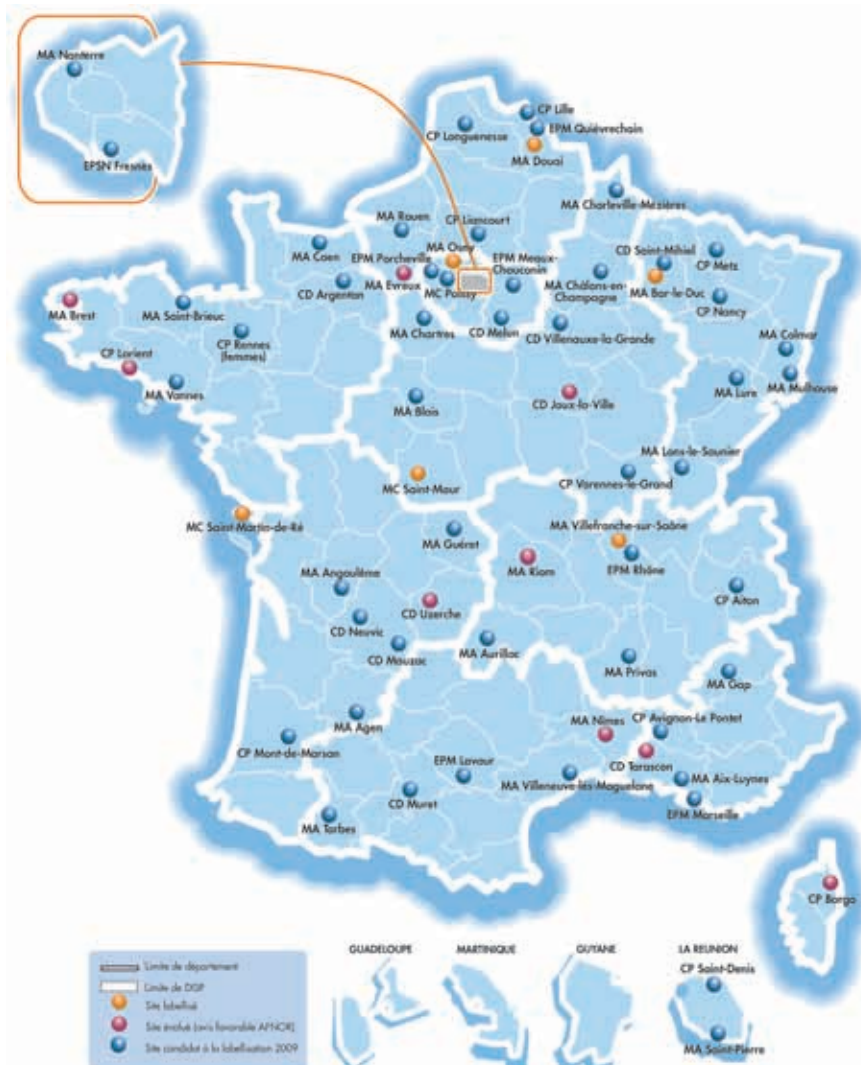 MA Nanterre
EPSN Fresnes
CP Lille
CP Longuenesse
EPM Quiévrechain
MA Douai
MA Charleville-Mézières
MA Rouen
CP Liancourt
MA Caen
MA Osny
EPM Porcheville
EPM Meaux-
Chauconin
CD Saint-Mihiel
CP Metz
CD Argentan
MA Evreux
MC Poissy
MA Châlons-en-
Champagne
MA Bar-le-Duc
CP Nancy
MA Brest
MA Saint-Brieuc
MA Chartres
CD Melun
CD Villenauxe-la-Grande
CP Rennes
(femmes)
MA Colmar
CP Lorient
MA Vannes
MA Blois
CD Joux-la-Ville
MA Lure
MA Mulhouse
MA Lons-le-Saunier
MC Saint-Maur
CP Varennes-le-Grand
MC Saint-Martin-de-Ré
MA Guéret
MA Villefranche-sur-Saône
MA Riom
EPM Rhône
MA Angoulême
CD Uzerche
CP Aiton
CD Neuvic
CD Mauzac
MA Aurillac
MA Privas
MA Gap
MA Agen
MA Nîmes
CP Avignon-Le Pontet
CP Mont-de-Marsan
EPM Lavaur
CD Tarascon
MA Villeneuve-lès-Maguelone
MA Aix-Luynes
CD Muret
EPM Marseille
MA Tarbes
CP Borgo
GUADELOUPE
MARTINIQUE
GUYANE
LA REUNION
CP Saint-Denis
MA Saint-Pierre
Limite de département
Limite de DISP
Site labellisé
Site évalué (avis favorable AFNOR)
Site candidat à la labellisation 2009